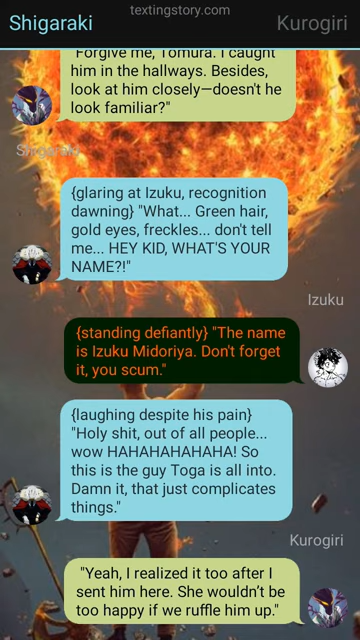 textingstory.com
Shigaraki
Kurogiri
"Forgive me, Tomura. I caught
him in the hallways. Besides,
look at him closely—doesn't he
look familiar?"
Shigaraki
{glaring at Izuku, recognition
dawning} "What... Green hair,
gold eyes, freckles... don't tell
me... HEY KID, WHAT'S YOUR
NAME?!"
Izuku
{standing defiantly} "The name
is Izuku Midoriya. Don't forget
it, you scum."
{laughing despite his pain}
"Holy shit, out of all people...
wow HAHAHAHAHA! So
this is the guy Toga is all into.
Damn it, that just complicates
things."
Kurogiri
"Yeah, I realized it too after I
sent him here. She wouldn't be
too happy if we ruffle him up."